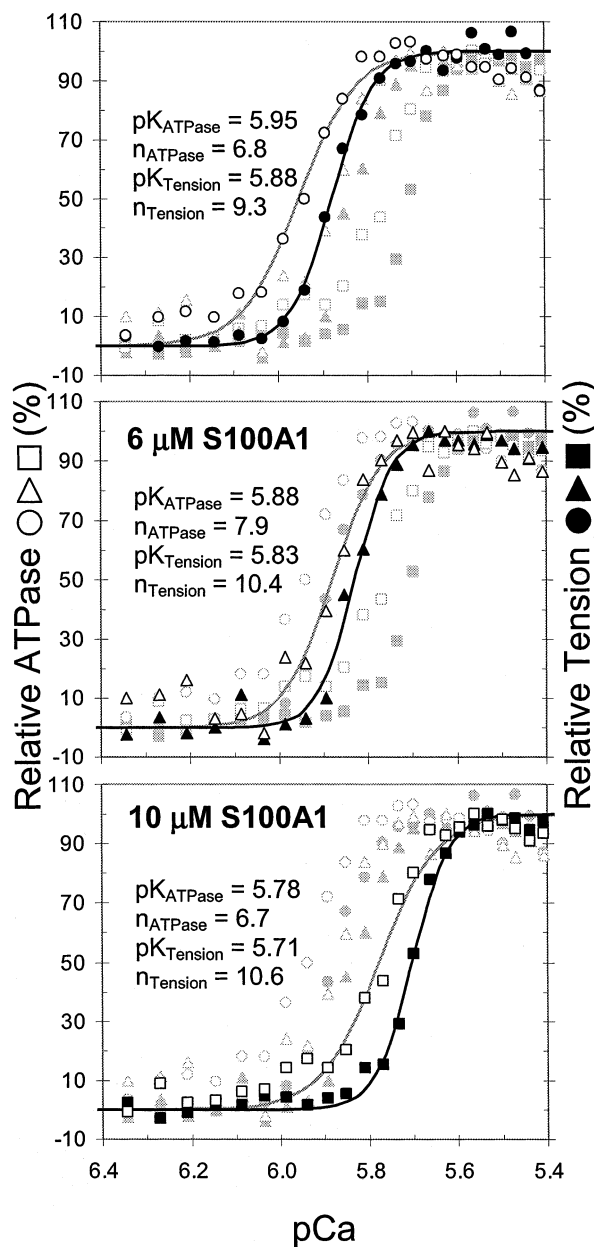 110
90
70
50
30
10
-10
pKATPase = 5.95
nATPase = 6.8
pKTension = 5.88
nTension = 9.3
110
90
70
50
30
10
-10
6 μM S100A1
pKATPase = 5.88
nATPase = 7.9
pKTension = 5.83
nTension = 10.4
110
90
70
50
30
10
-10
10 μM S100A1
pKATPase = 5.78
nATPase = 6.7
pKTension = 5.71
nTension = 10.6
Relative ATPase ○▷□ (%)
Relative Tension ●▲■ (%)
6.4 6.2 6.0 5.8 5.6 5.4
pCa